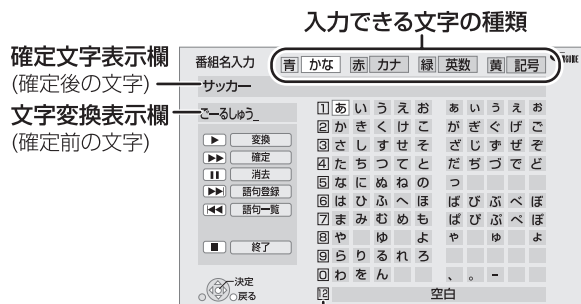 入力できる文字の種類
確定文字表示欄
(確定後の文字)
文字変換表示欄
(確定前の文字)
番組名入力 青 かな 赤 カナ 緑 英数 黄 記号 GUIDE
サッカー
ごーるしゅう_
変換
確定
消去
語句登録
語句一覧
終了
決定
戻る
1 あ い う え お ぁ ぃ ぅ ぇ ぉ
2 か き く け こ が ぎ ぐ げ ご
3 さ し す せ そ ざ じ ず ぜ ぞ
4 た ち つ て と だ ぢ づ で ど
5 な に ぬ ね の っ
6 は ひ ふ へ ほ ば び ぶ べ ぼ
7 ま み む め も ぱ ぴ ぷ ぺ ぽ
8 や ゆ よ ゃ ゅ ょ
9 ら り る れ ろ
0 わ を ん 、 。 -
12 空白